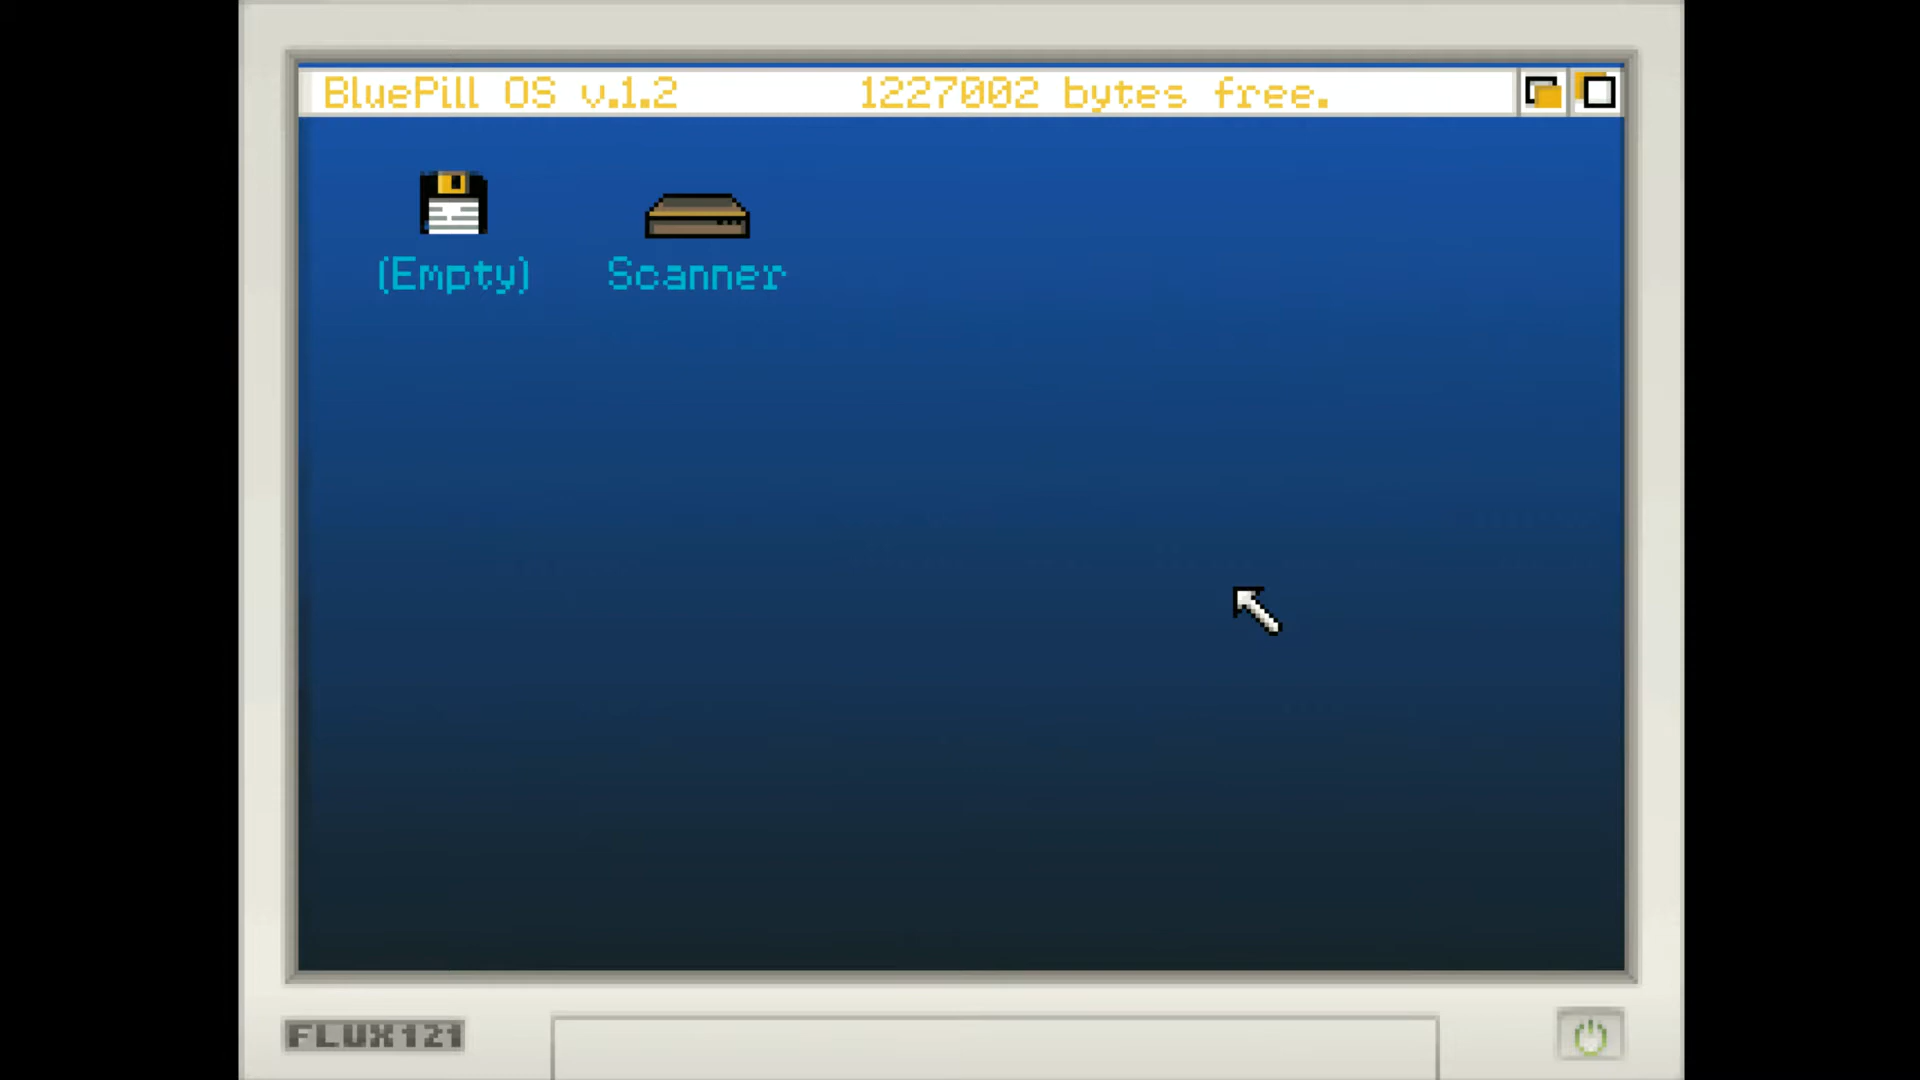 BluePill OS v.1.2 1227002 bytes free.
(Empty) Scanner
FLUX121